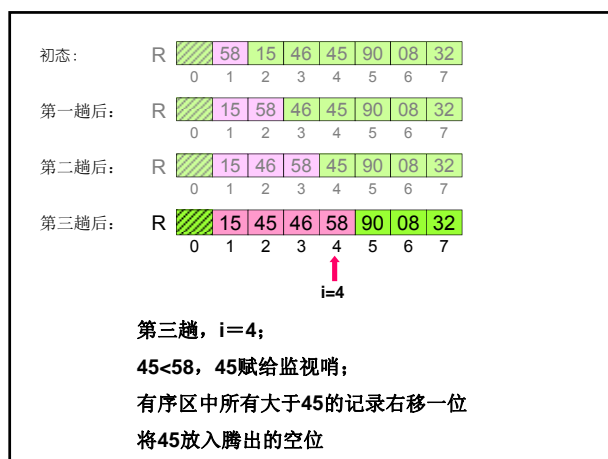 初态: R 58 15 46 45 90 08 32
0 1 2 3 4 5 6 7
第一趟后: R 15 58 46 45 90 08 32
0 1 2 3 4 5 6 7
第二趟后: R 15 46 58 45 90 08 32
0 1 2 3 4 5 6 7
第三趟后: R 15 45 46 58 90 08 32
0 1 2 3 4 5 6 7
i=4
第三趟，i＝4；
45<58，45赋给监视哨；
有序区中所有大于45的记录右移一位
将45放入腾出的空位